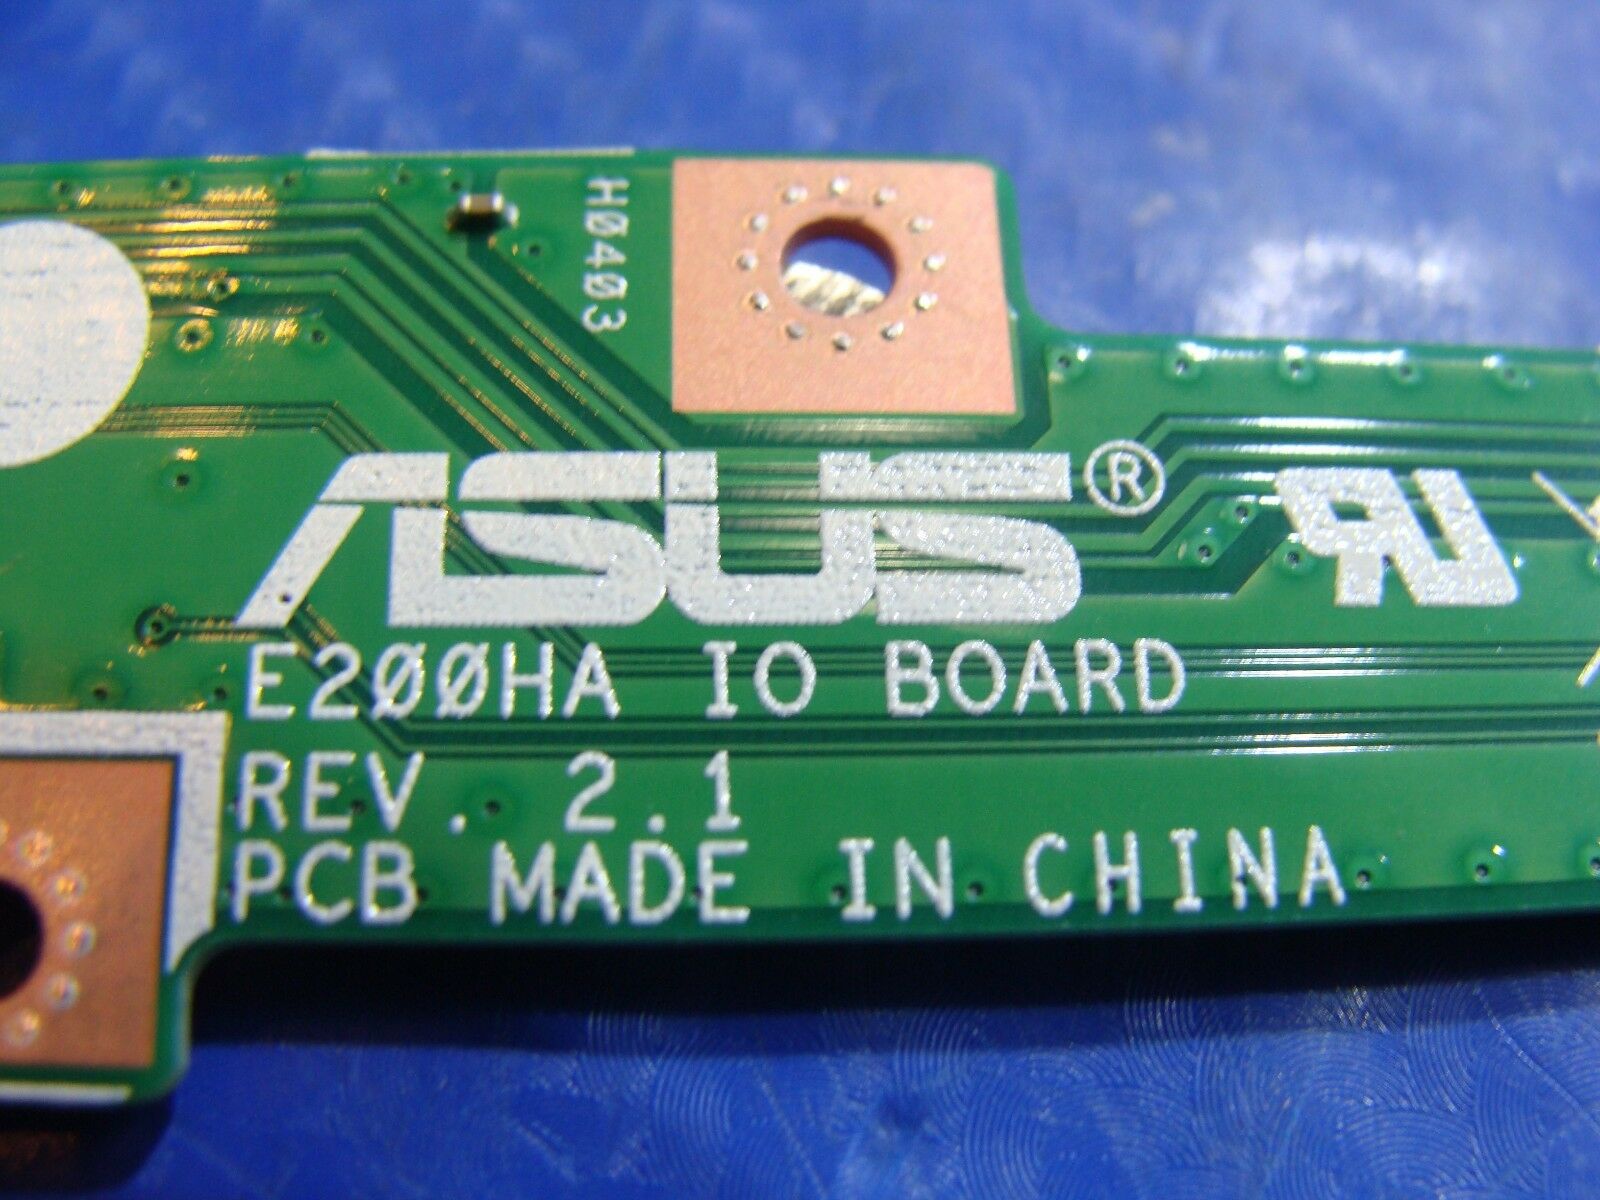 H0403
ASUS®
E200HA IO BOARD
REV. 2.1
PCB MADE IN CHINA